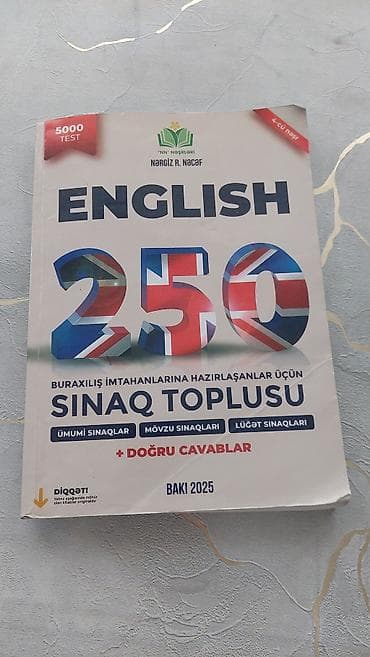 5000
TEST
"NN" NƏŞRLƏRİ
NƏRGİZ R. NƏCƏF
4-cü nəşr
ENGLISH
250
BURAXILIŞ İMTAHANLARINA HAZIRLAŞANLAR ÜÇÜN
SINAQ TOPLUSU
ÜMUMİ SINAQLAR
MÖVZU SINAQLARI
LÜĞƏT SINAQLARI
+ DOĞRU CAVABLAR
DİQQƏT!
BAKI 2025